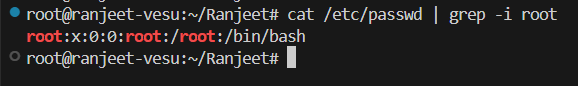 root@ranjeet-vesu:~/Ranjeet# cat /etc/passwd | grep -i root
root:x:0:0:root:/root:/bin/bash
root@ranjeet-vesu:~/Ranjeet#